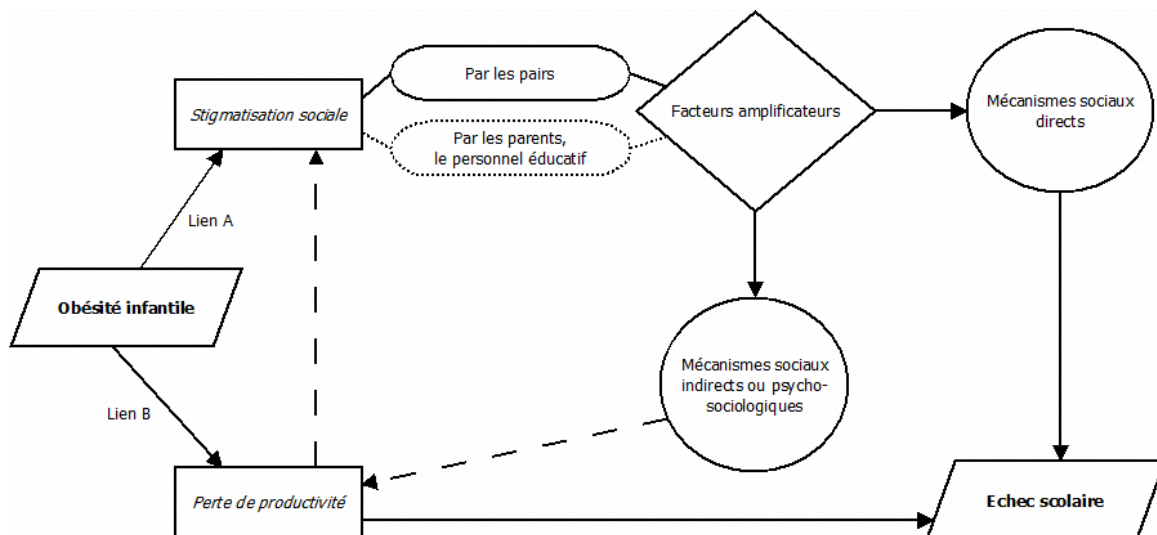 Par les pairs
Stigmatisation sociale
Par les parents,
le personnel éducatif
Facteurs amplificateurs
Mécanismes sociaux
directs
Lien A
Obésité infantile
Mécanismes sociaux
indirects ou psycho-
sociologiques
Lien B
Perte de productivité
Echec scolaire